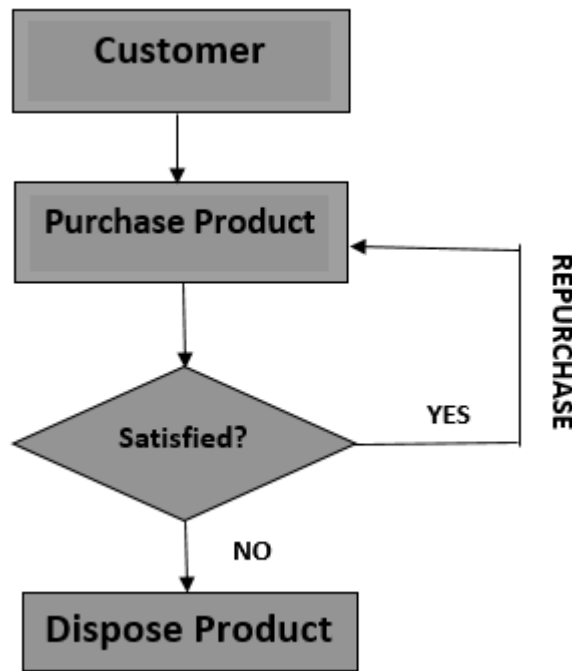 Customer
Purchase Product
REPURCHASE
Satisfied?
YES
NO
Dispose Product